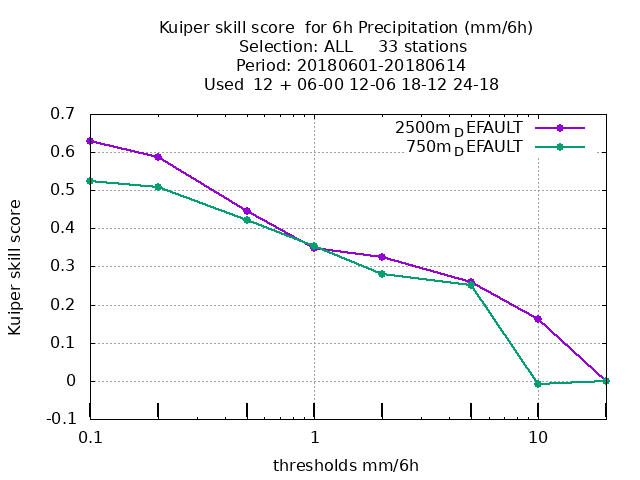 Kuiper skill score  for 6h Precipitation (mm/6h)
Selection: ALL     33 stations
Period: 20180601-20180614
Used  12 + 06-00 12-06 18-12 24-18
2500m_DEFAULT
750m_DEFAULT
Kuiper skill score
0.7
0.6
0.5
0.4
0.3
0.2
0.1
0
-0.1
0.1 1 10
thresholds mm/6h